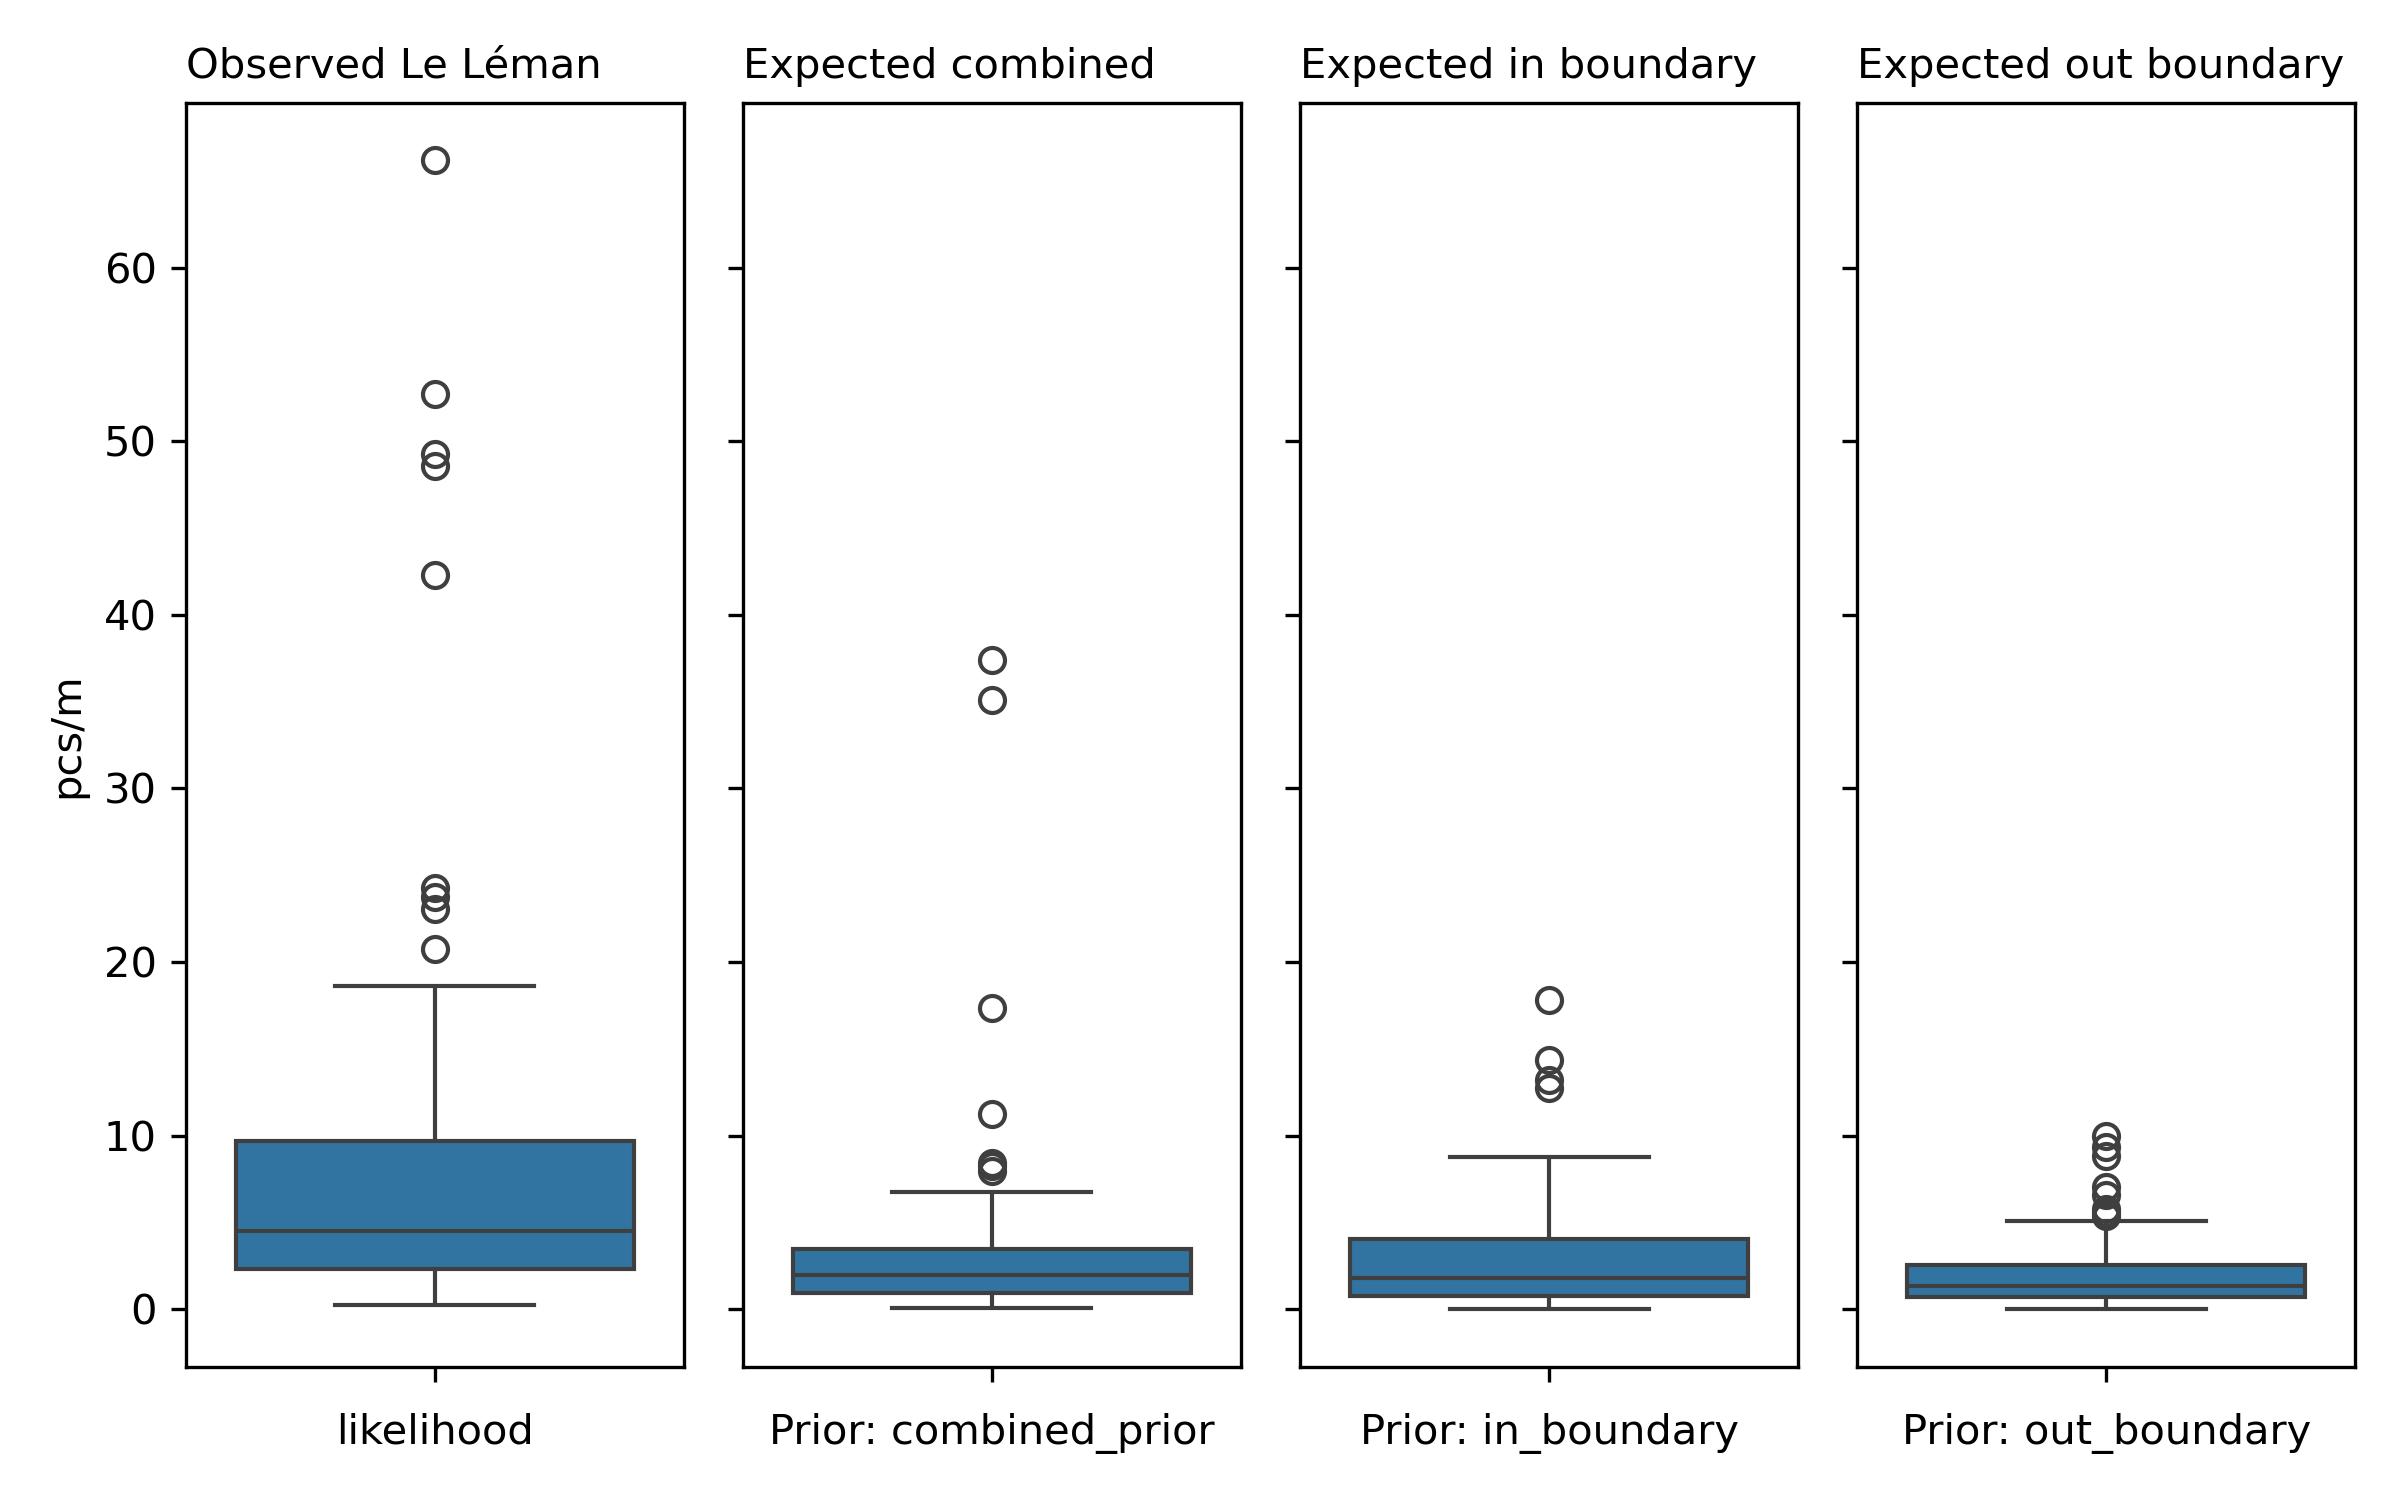 Observed Le Léman
Expected combined
Expected in boundary
Expected out boundary
pcs/m
60
50
40
30
20
10
0
likelihood
Prior: combined_prior
Prior: in_boundary
Prior: out_boundary